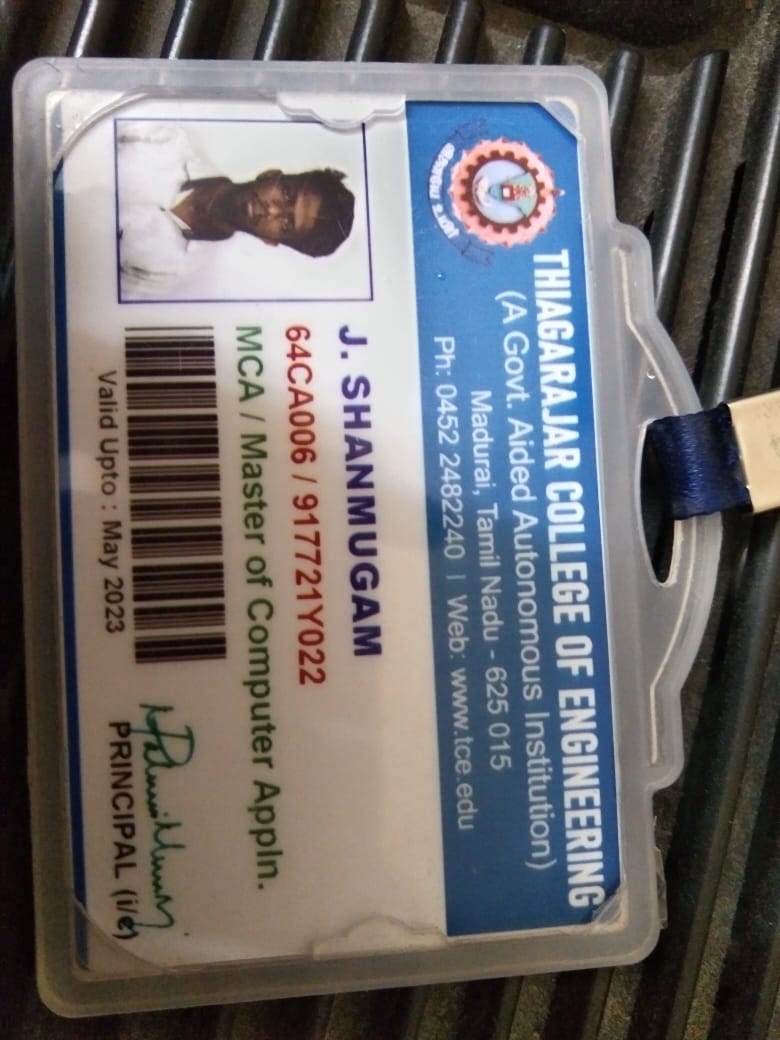 THIAGARAJAR COLLEGE OF ENGINEERING
(A Govt. Aided Autonomous Institution)
Madurai, Tamil Nadu - 625 015
Ph: 0452 2482240 | Web: www.tce.edu
J. SHANMUGAM
64CA006 / 917721Y022
MCA / Master of Computer Appln.
Valid Upto : May 2023
PRINCIPAL (i/c)